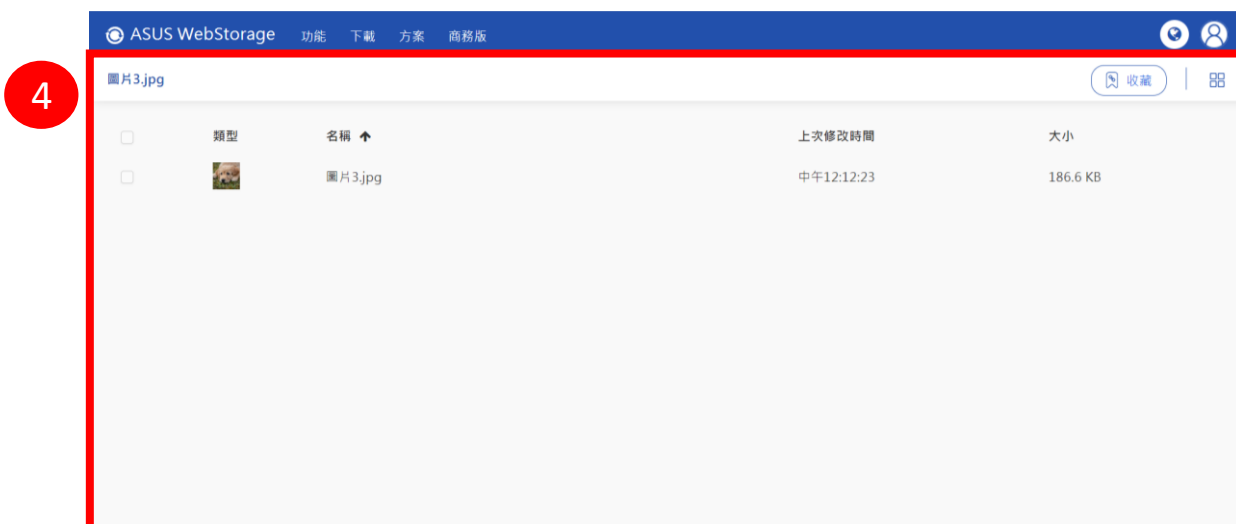 ASUS WebStorage 功能 下載 方案 商務版
4
圖片3.jpg 收藏
類型 名稱 上次修改時間 大小
圖片3.jpg 中午12:12:23 186.6 KB